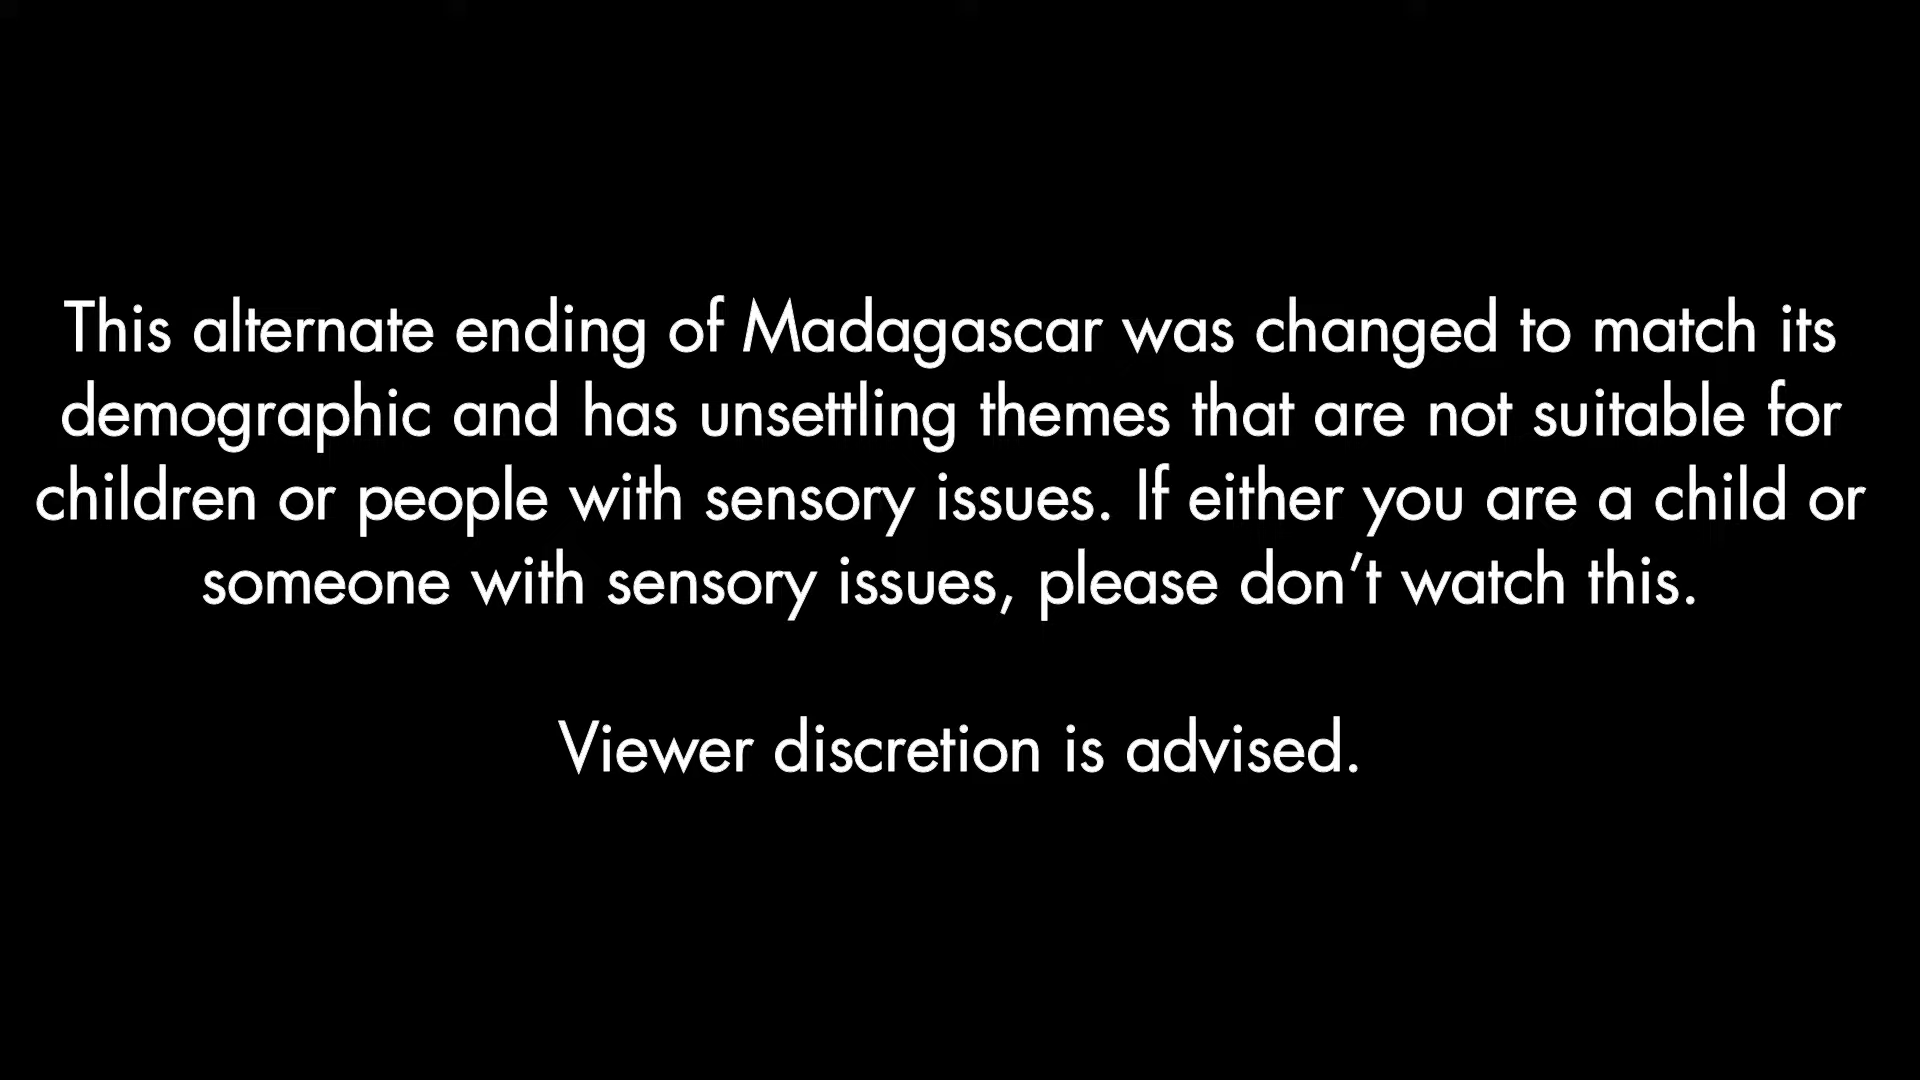 This alternate ending of Madagascar was changed to match its
demographic and has unsettling themes that are not suitable for
children or people with sensory issues. If either you are a child or
someone with sensory issues, please don’t watch this.
Viewer discretion is advised.